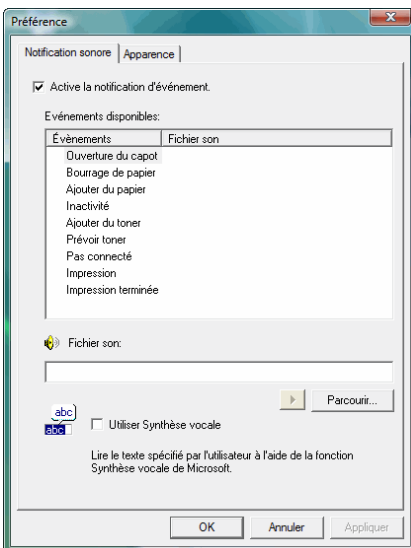 Préférence
Notification sonore Apparence
Active la notification d'événement.
Evénements disponibles:
Évènements Fichier son
Ouverture du capot
Bourrage de papier
Ajouter du papier
Inactivité
Ajouter du toner
Prévoir toner
Pas connecté
Impression
Impression terminée
Fichier son:
Parcourir...
abc
abc
Utiliser Synthèse vocale
Lire le texte spécifié par l'utilisateur à l'aide de la fonction
Synthèse vocale de Microsoft.
OK Annuler Appliquer